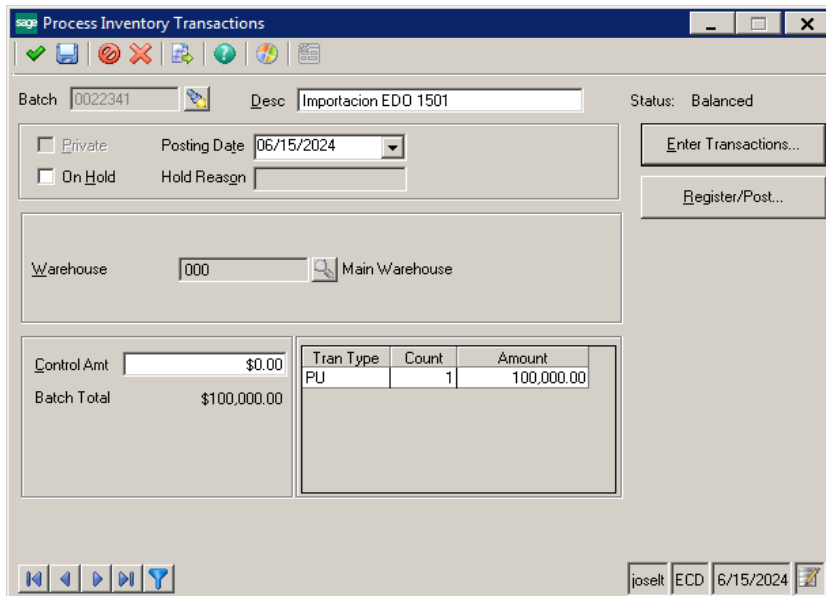 sage Process Inventory Transactions
Batch 0022341 Desc Importacion EDO 1501 Status: Balanced
Private Posting Date 06/15/2024 Enter Transactions...
On Hold Hold Reason
Register/Post...
Warehouse 000 Main Warehouse
Control Amt $0.00
Batch Total $100,000.00
Tran Type Count Amount
PU 1 100,000.00
joselt ECD 6/15/2024